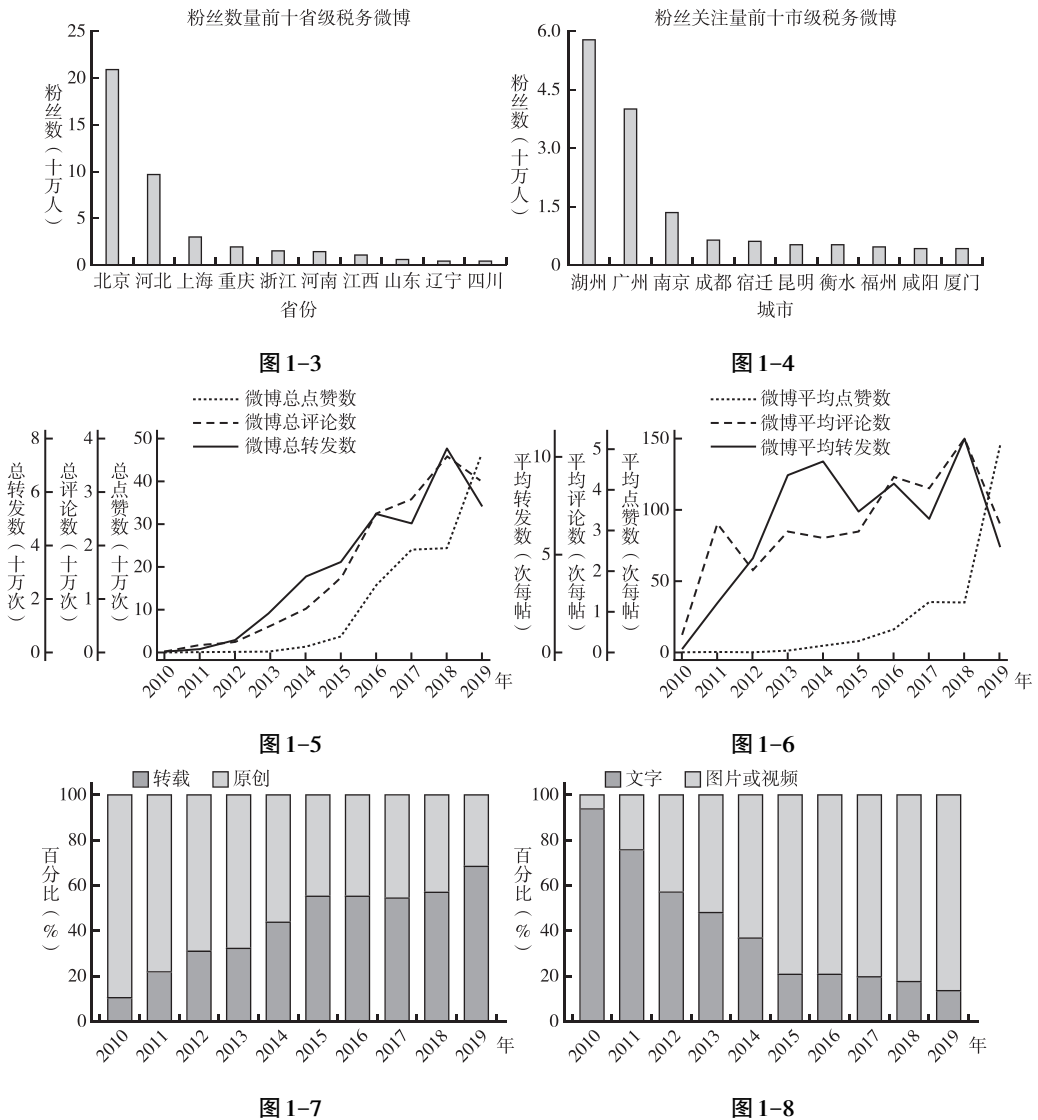 粉丝数量前十省级税务微博
粉丝数（十万人）
25
20
15
10
5
0
北京 河北 上海 重庆 浙江 河南 江西 山东 辽宁 四川
省份
图 1-3
粉丝关注量前十市级税务微博
粉丝数（十万人）
6.0
4.5
3.0
1.5
0
湖州 广州 南京 成都 宿迁 昆明 衡水 福州 咸阳 厦门
城市
图 1-4
微博总点赞数
微博总评论数
微博总转发数
总转发数（十万次）
8
6
4
2
0
总评论数（十万次）
4
3
2
1
0
总点赞数（十万次）
50
40
30
20
10
0
2010 2011 2012 2013 2014 2015 2016 2017 2018 2019 年
图 1-5
微博平均点赞数
微博平均评论数
微博平均转发数
平均转发数（次每帖）
10
5
0
平均评论数（次每帖）
5
4
3
2
1
0
平均点赞数（次每帖）
150
100
50
0
2010 2011 2012 2013 2014 2015 2016 2017 2018 2019 年
图 1-6
转载 原创
百分比（%）
100
80
60
40
20
0
2010 2011 2012 2013 2014 2015 2016 2017 2018 2019 年
图 1-7
文字 图片或视频
百分比（%）
100
80
60
40
20
0
2010 2011 2012 2013 2014 2015 2016 2017 2018 2019 年
图 1-8